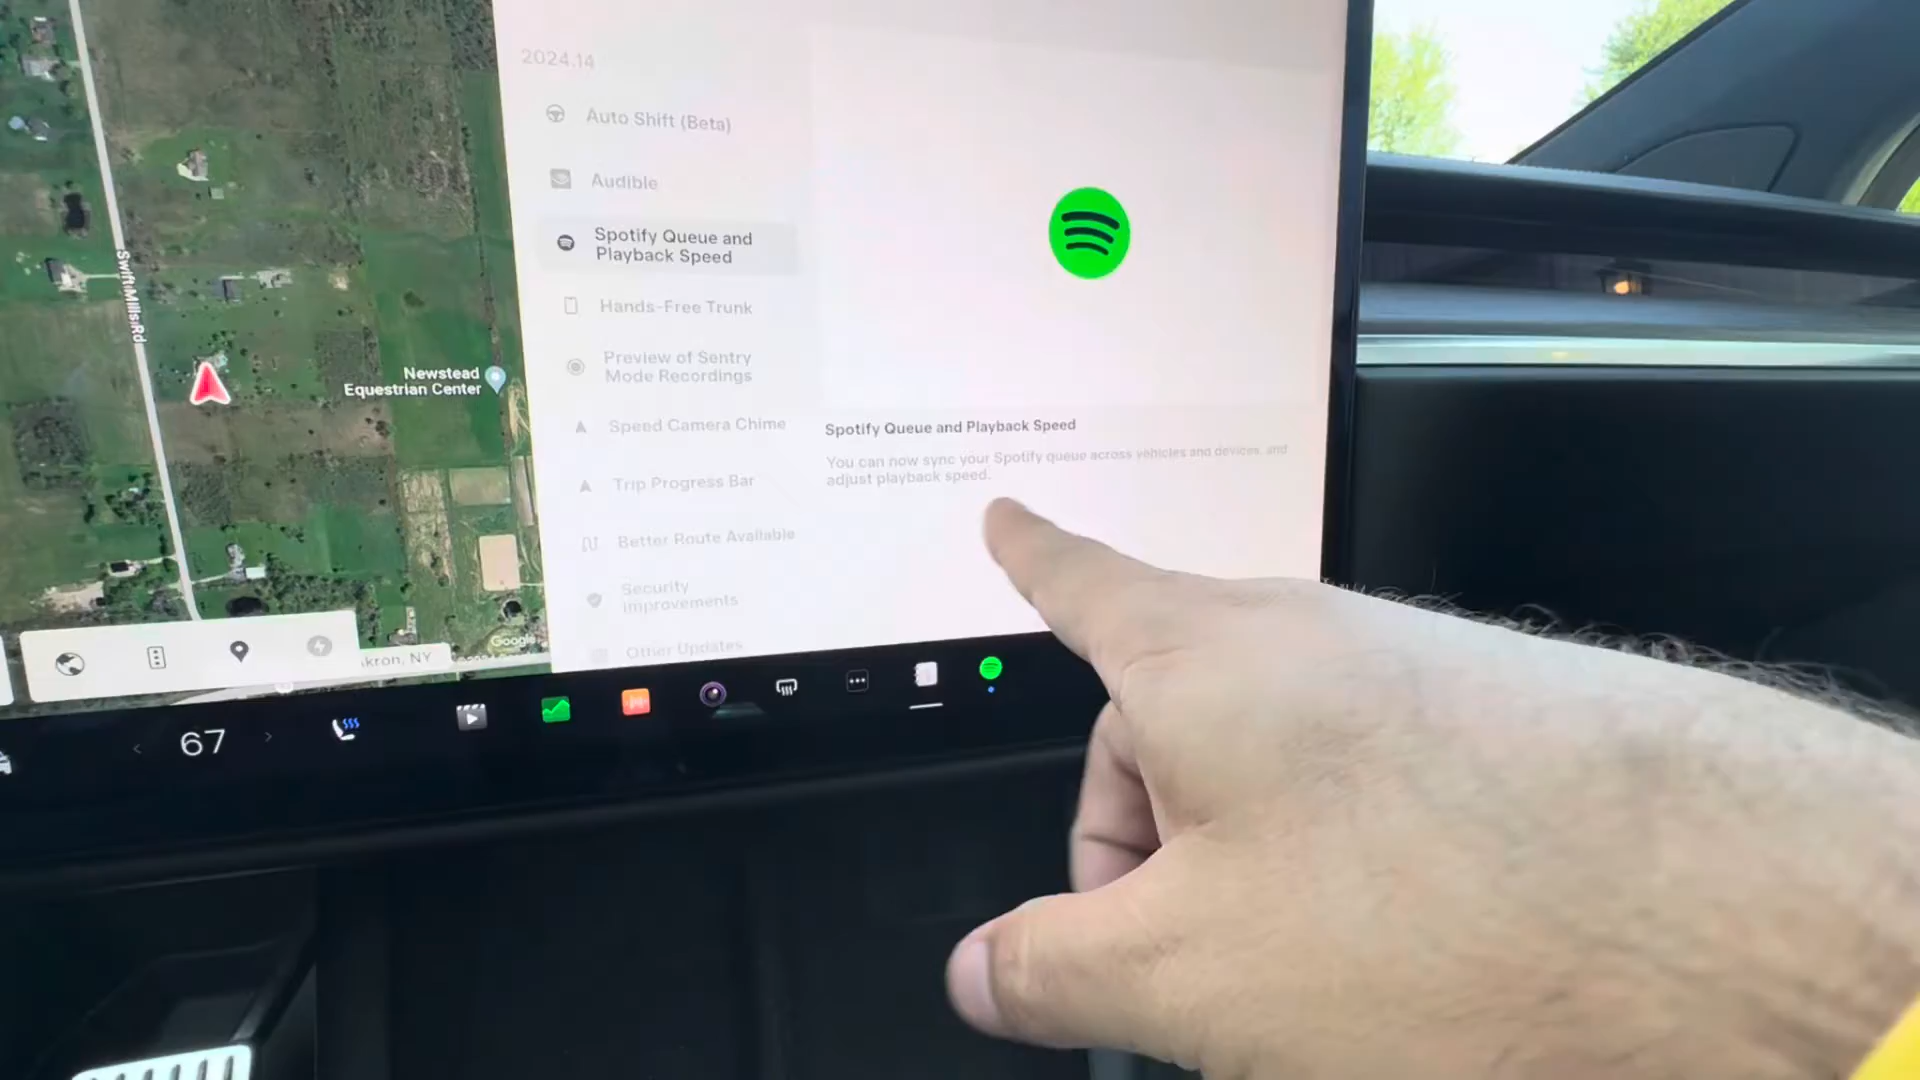 2024.14
Auto Shift (Beta)
Audible
Spotify Queue and
Playback Speed
Hands-Free Trunk
Preview of Sentry
Mode Recordings
Speed Camera Chime
Trip Progress Bar
Better Route Available
Security
Improvements
Other Updates
Spotify Queue and Playback Speed
You can now sync your Spotify queue across vehicles and devices, and
adjust playback speed.
Swift Mills Rd
Newstead
Equestrian Center
Google
kron, NY
67